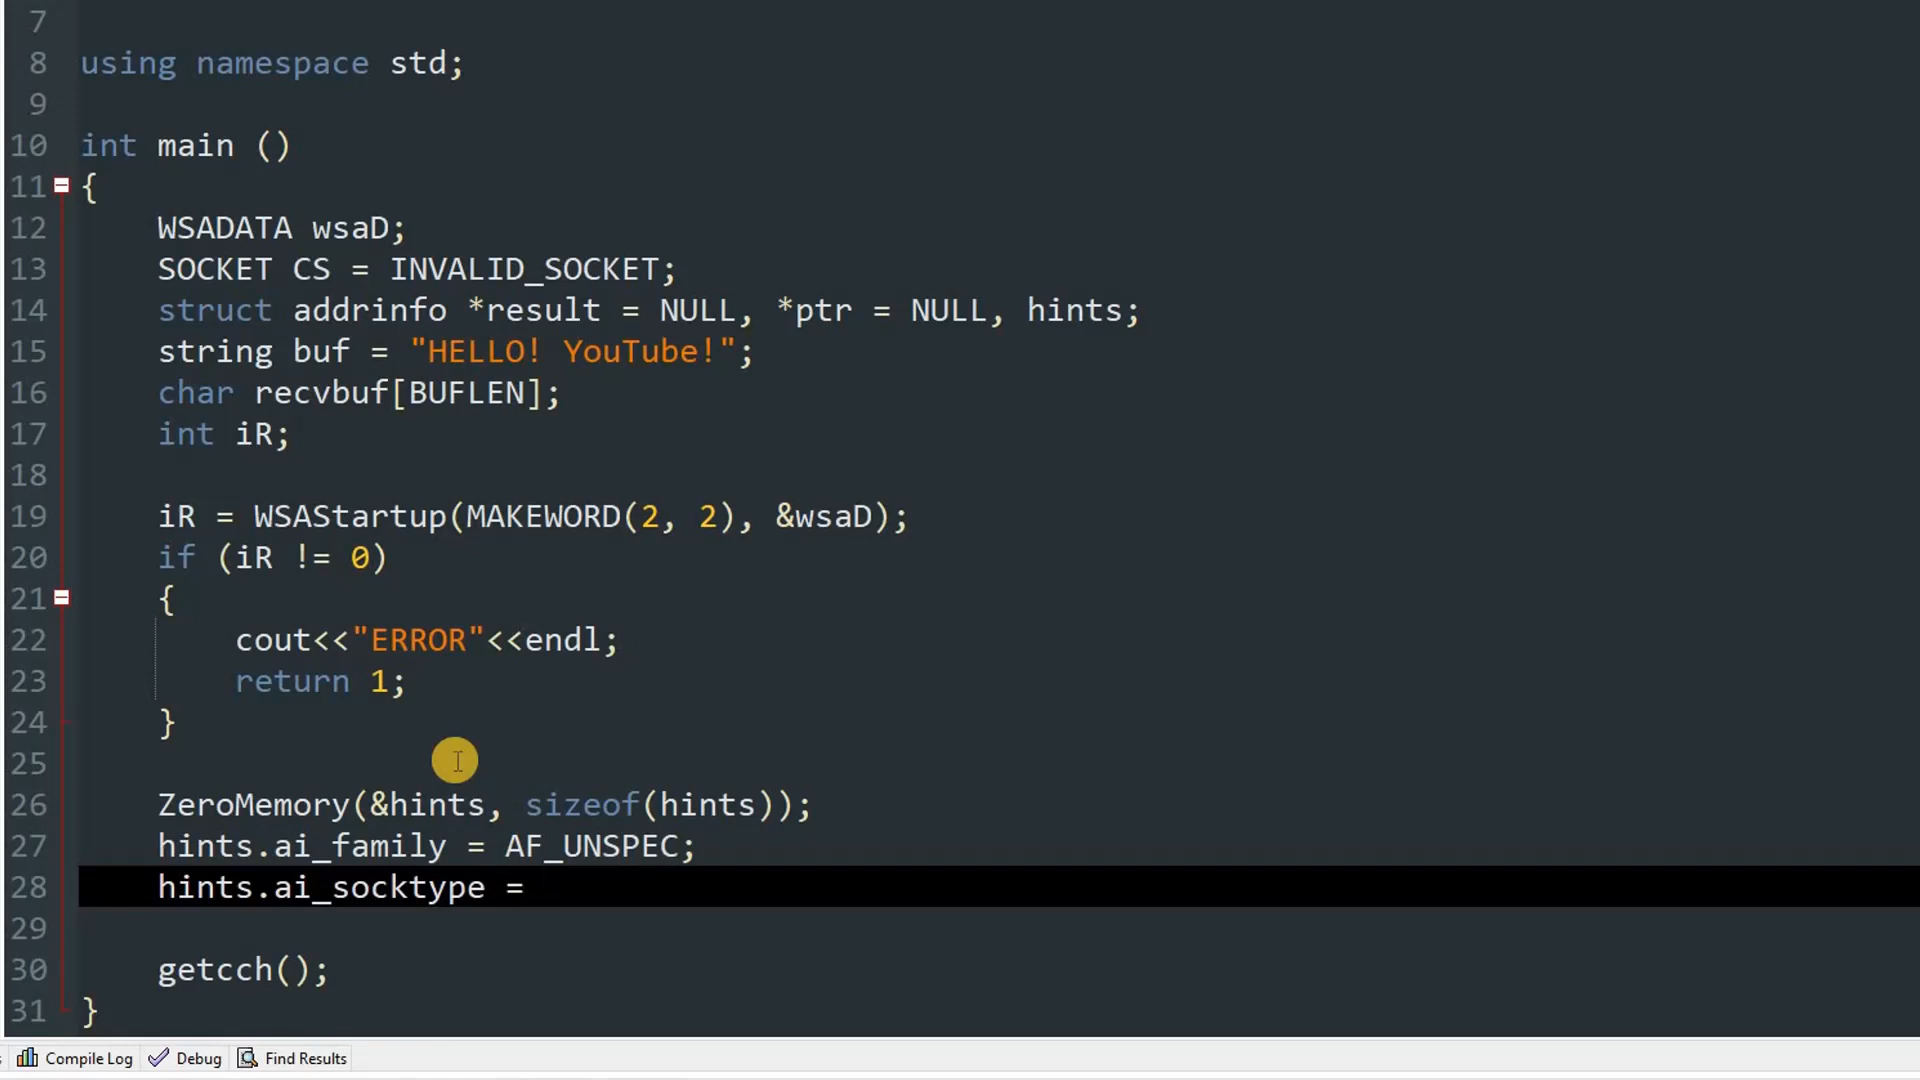 7
8 using namespace std;
9
10 int main ()
11 {
12 WSADATA wsaD;
13 SOCKET CS = INVALID_SOCKET;
14 struct addrinfo *result = NULL, *ptr = NULL, hints;
15 string buf = "HELLO! YouTube!";
16 char recvbuf[BUFLEN];
17 int iR;
18
19 iR = WSAStartup(MAKEWORD(2, 2), &wsaD);
20 if (iR != 0)
21 {
22 cout<<"ERROR"<<endl;
23 return 1;
24 }
25
26 ZeroMemory(&hints, sizeof(hints));
27 hints.ai_family = AF_UNSPEC;
28 hints.ai_socktype =
29
30 getcch();
31 }
Compile Log Debug Find Results